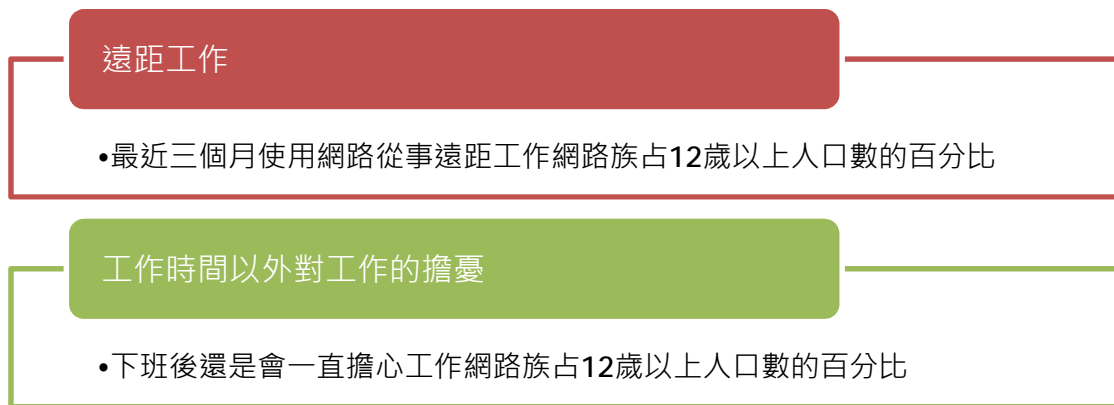 遠距工作
•最近三個月使用網路從事遠距工作網路族占12歲以上人口數的百分比
工作時間以外對工作的擔憂
•下班後還是會一直擔心工作網路族占12歲以上人口數的百分比